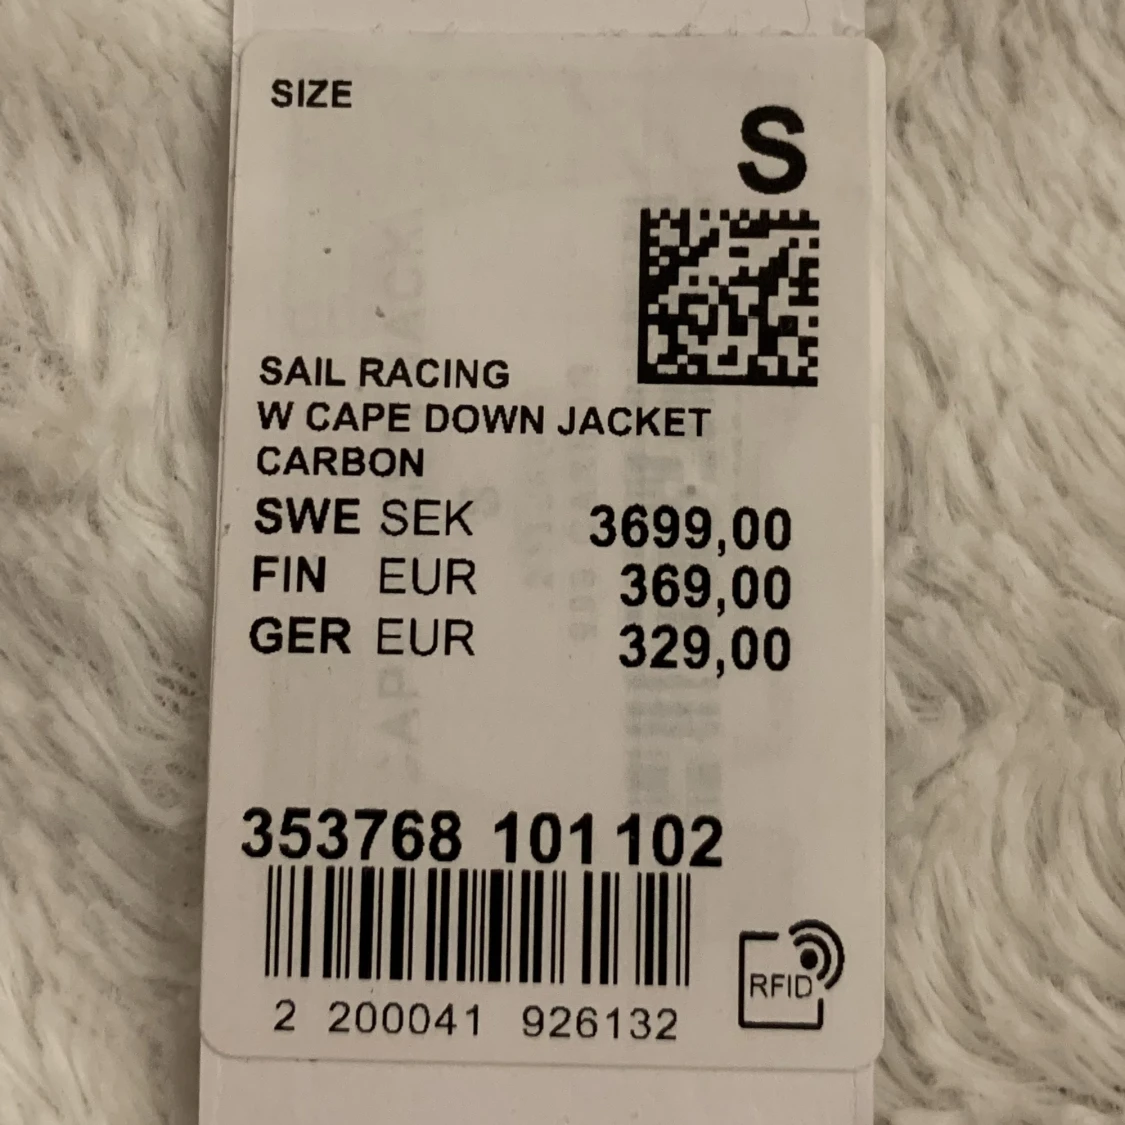 SIZE
S
SAIL RACING
W CAPE DOWN JACKET
CARBON
SWE SEK 3699,00
FIN EUR 369,00
GER EUR 329,00
353768 101 102
2 200041 926132
RFID